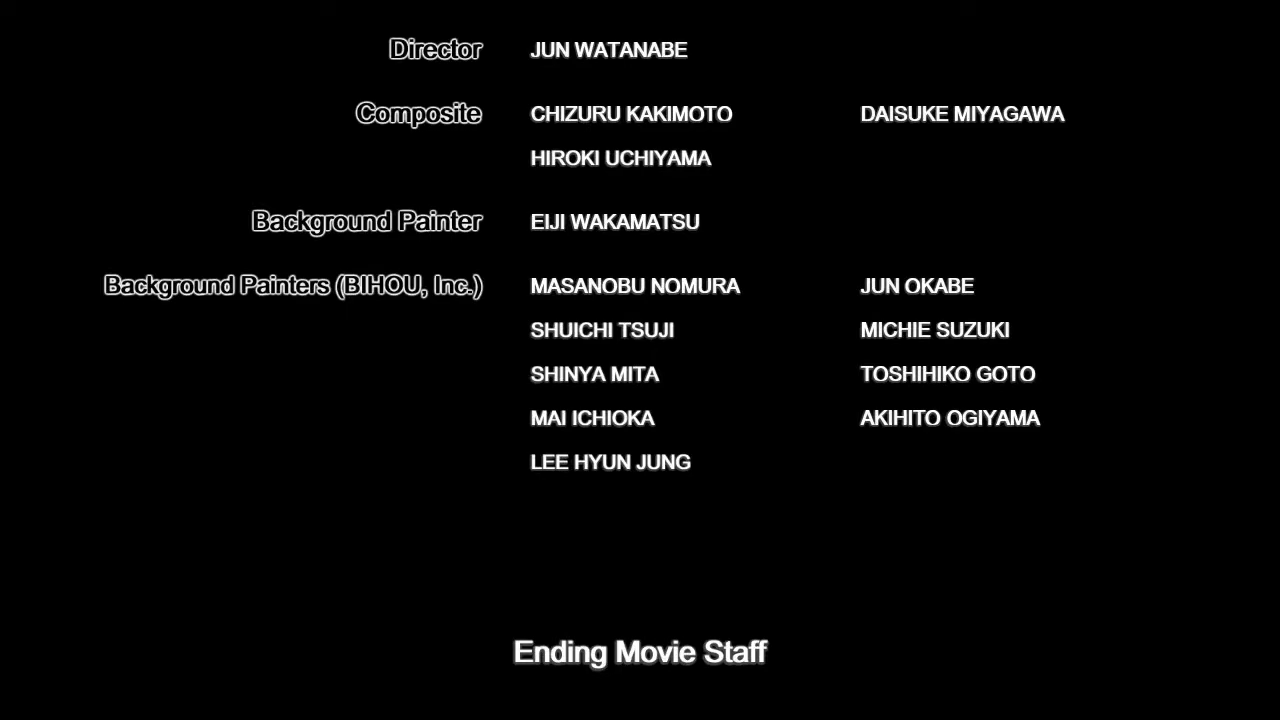 Director JUN WATANABE
Composite CHIZURU KAKIMOTO DAISUKE MIYAGAWA
HIROKI UCHIYAMA
Background Painter EIJI WAKAMATSU
Background Painters (BIHOU, Inc.) MASANOBU NOMURA JUN OKABE
SHUICHI TSUJI MICHIE SUZUKI
SHINYA MITA TOSHIHIKO GOTO
MAI ICHIOKA AKIHITO OGIYAMA
LEE HYUN JUNG
Ending Movie Staff